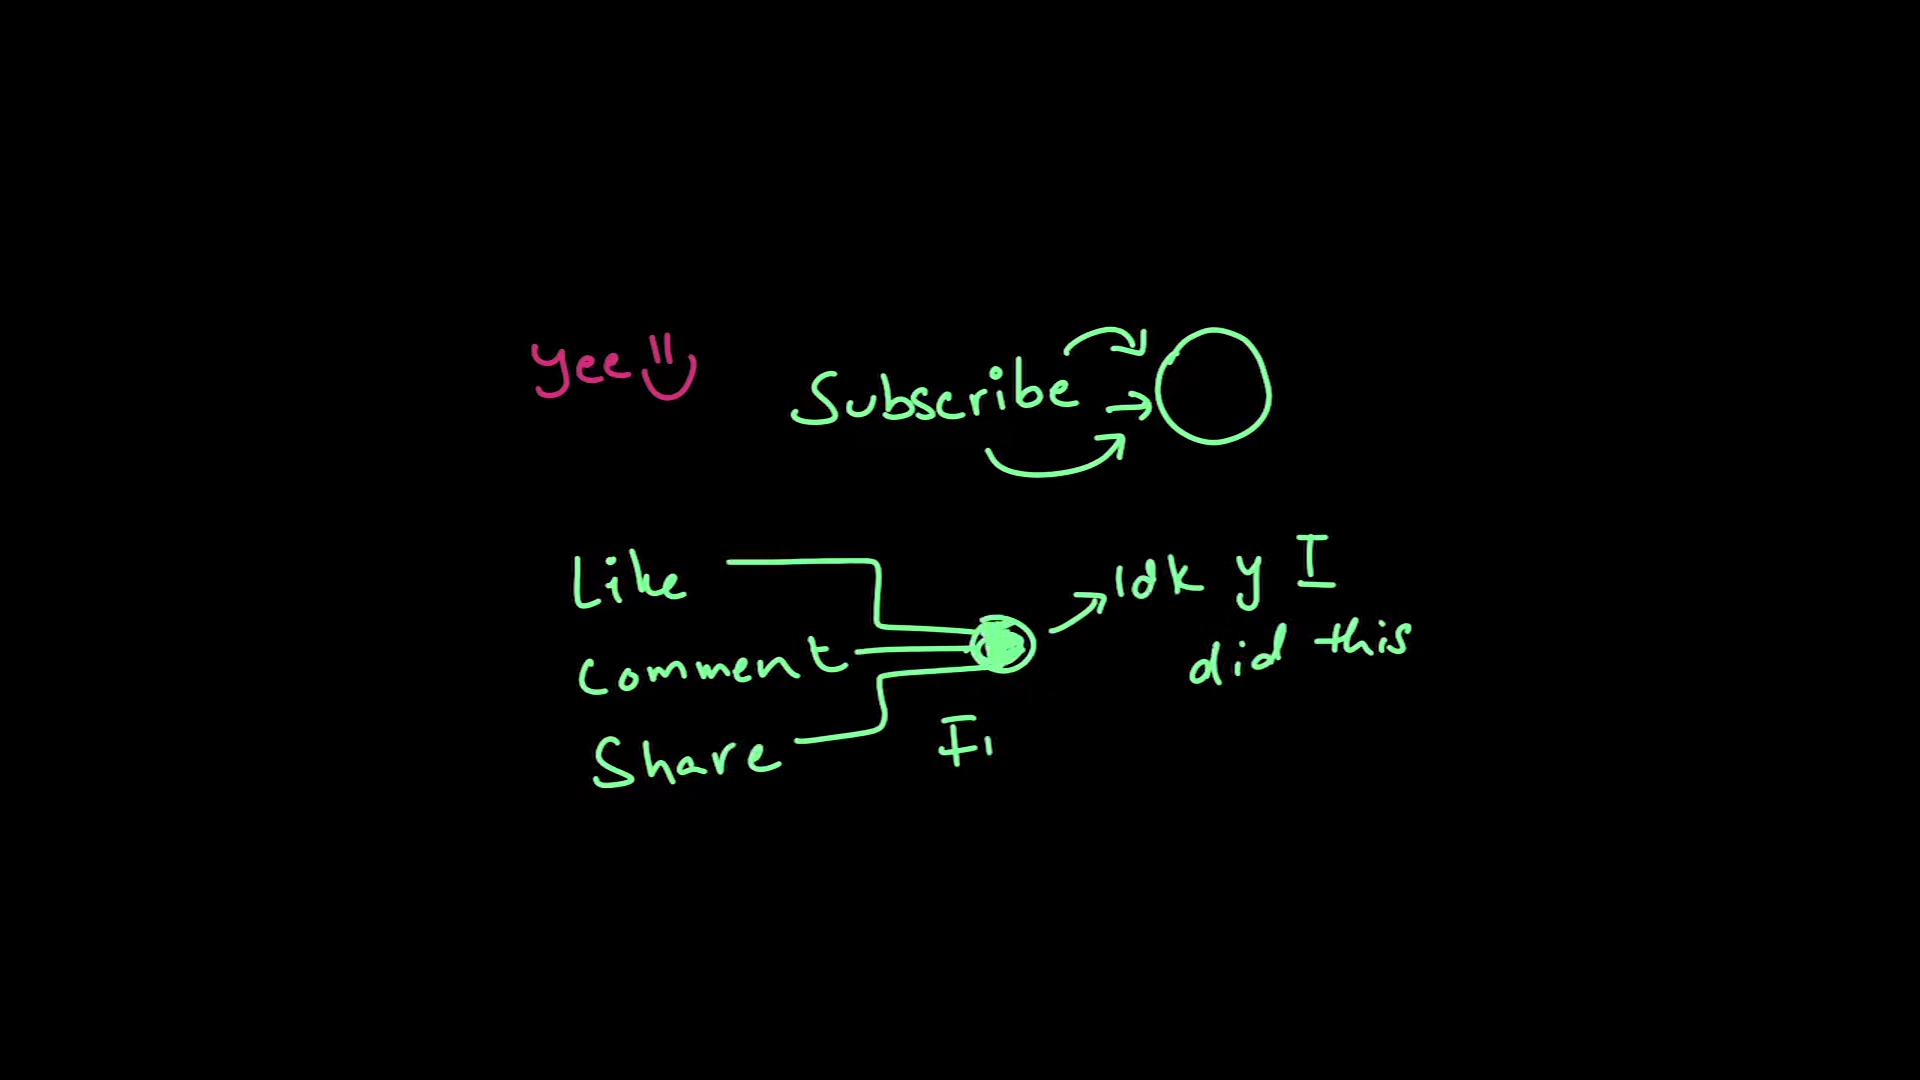 yee
Subscribe
Like
Comment
Share
Idk y I
did this